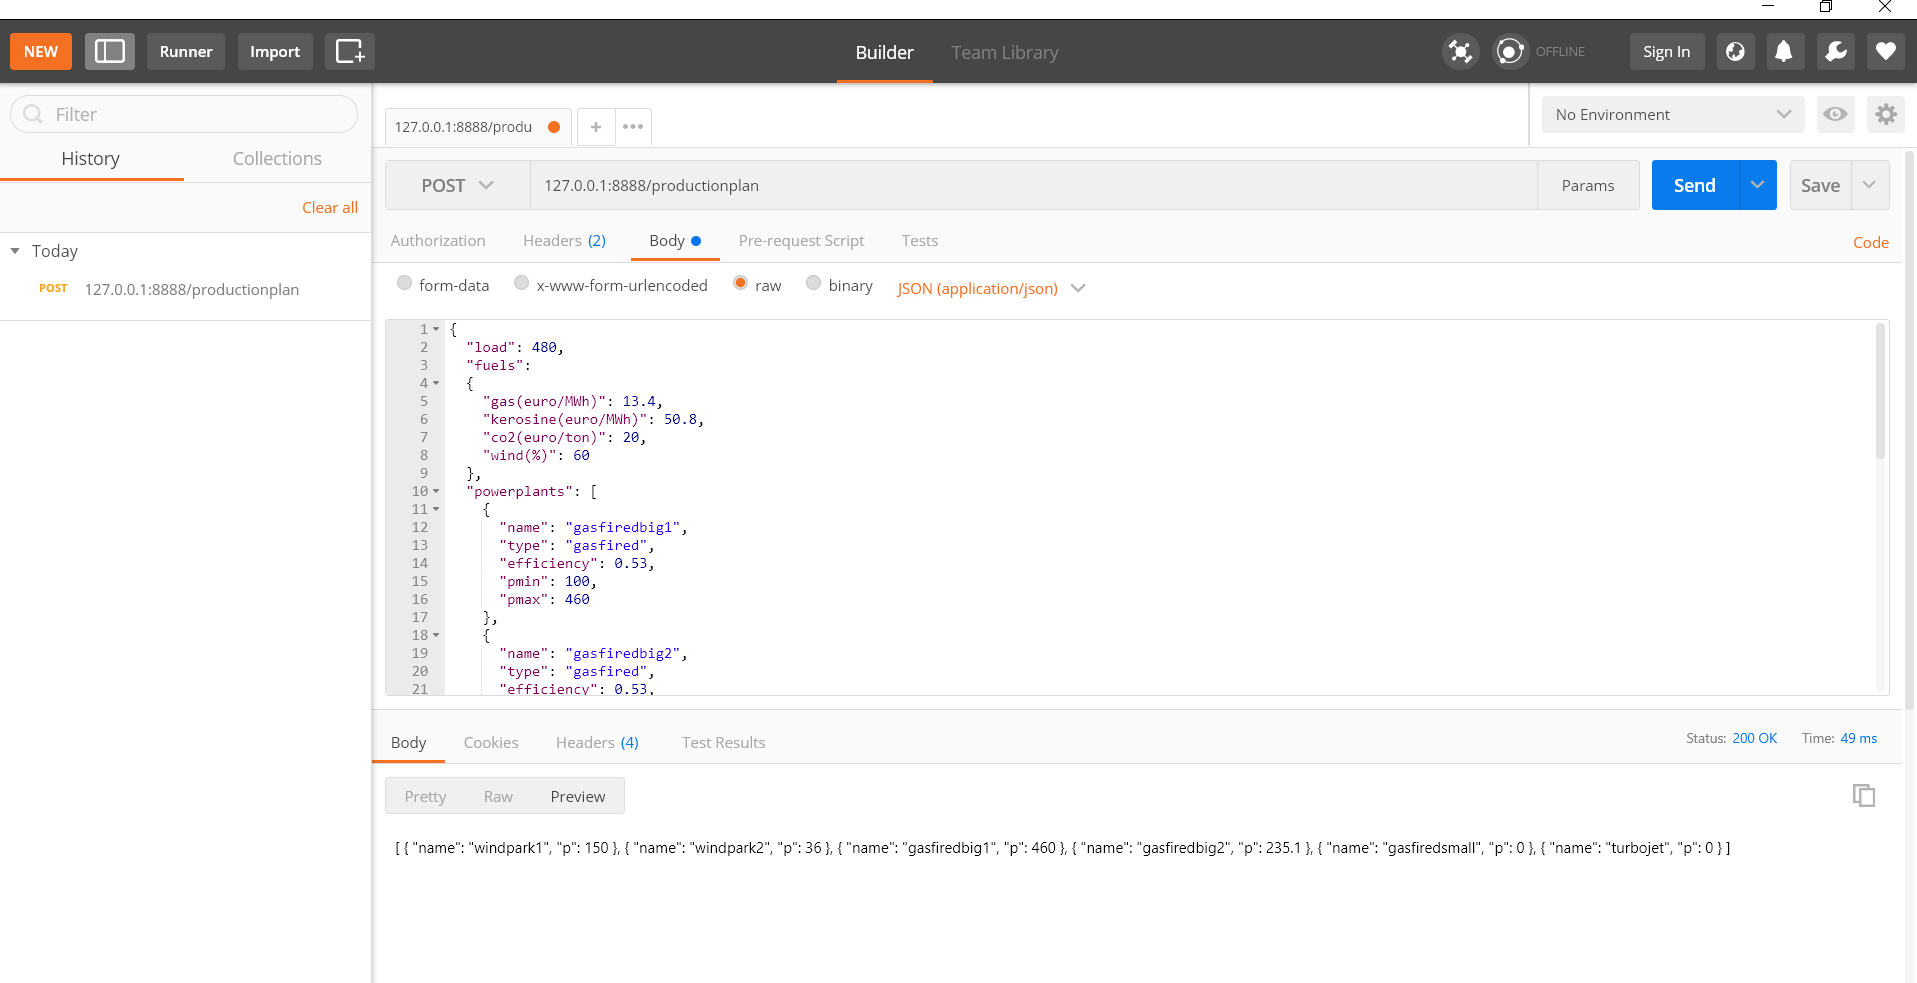 NEW Runner Import Builder Team Library OFFLINE Sign In
Filter
History Collections
Clear all
Today
POST 127.0.0.1:8888/productionplan
127.0.0.1:8888/produ + •••
No Environment
POST 127.0.0.1:8888/productionplan Params Send Save
Authorization Headers (2) Body Pre-request Script Tests Code
form-data x-www-form-urlencoded raw binary JSON (application/json)
1 {
2 "load": 480,
3 "fuels":
4 {
5 "gas(euro/MWh)": 13.4,
6 "kerosine(euro/MWh)": 50.8,
7 "co2(euro/ton)": 20,
8 "wind(%)": 60
9 },
10 "powerplants": [
11 {
12 "name": "gasfiredbig1",
13 "type": "gasfired",
14 "efficiency": 0.53,
15 "pmin": 100,
16 "pmax": 460
17 },
18 {
19 "name": "gasfiredbig2",
20 "type": "gasfired",
21 "efficiency": 0.53,
Body Cookies Headers (4) Test Results Status: 200 OK Time: 49 ms
Pretty Raw Preview
[ { "name": "windpark1", "p": 150 }, { "name": "windpark2", "p": 36 }, { "name": "gasfiredbig1", "p": 460 }, { "name": "gasfiredbig2", "p": 235.1 }, { "name": "gasfiredsmall", "p": 0 }, { "name": "turbojet", "p": 0 } ]